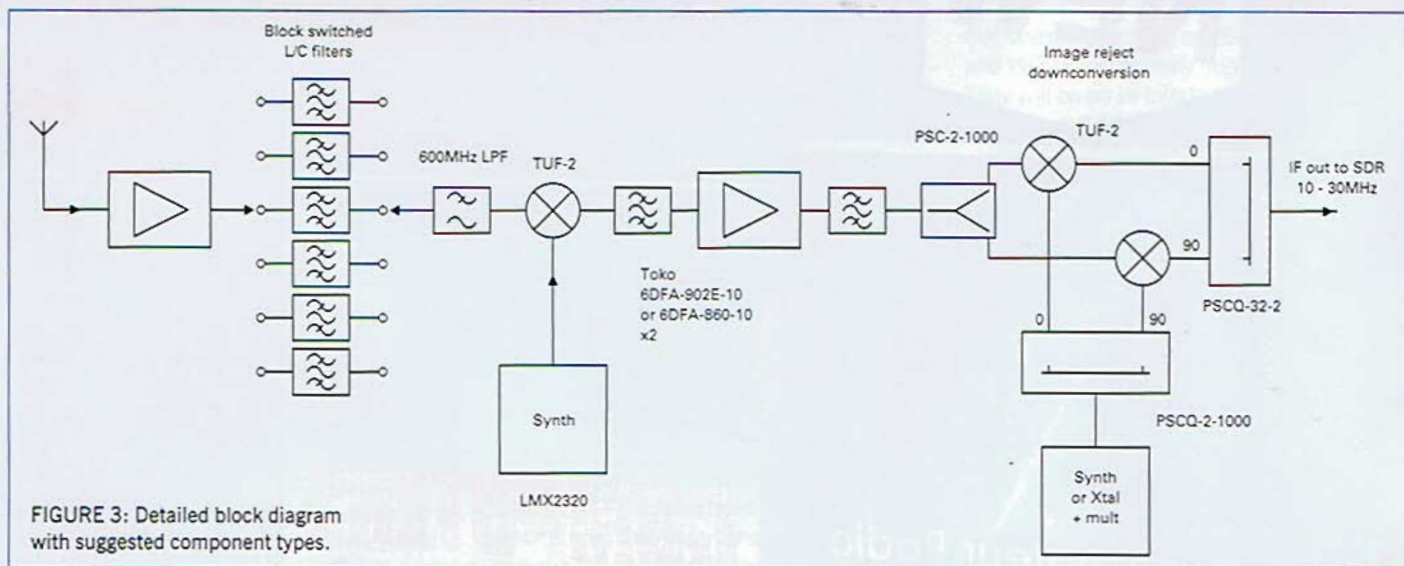 Block switched
L/C filters
Image reject
downconversion
600MHz LPF
TUF-2
PSC-2-1000
TUF-2
0
IF out to SDR
10 - 30MHz
90
Toko
6DFA-902E-10
or 6DFA-860-10
x2
0
90
PSCQ-32-2
Synth
LMX2320
PSCQ-2-1000
Synth
or Xtal
+ mult
FIGURE 3: Detailed block diagram
with suggested component types.